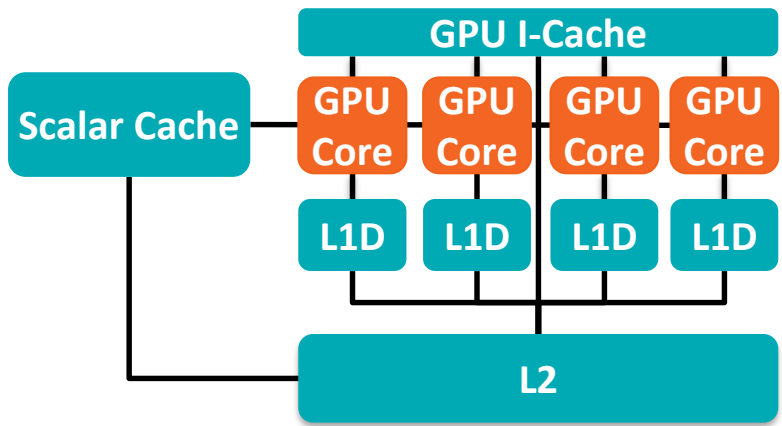 GPU I-Cache
Scalar Cache
GPU
Core
GPU
Core
GPU
Core
GPU
Core
L1D
L1D
L1D
L1D
L2